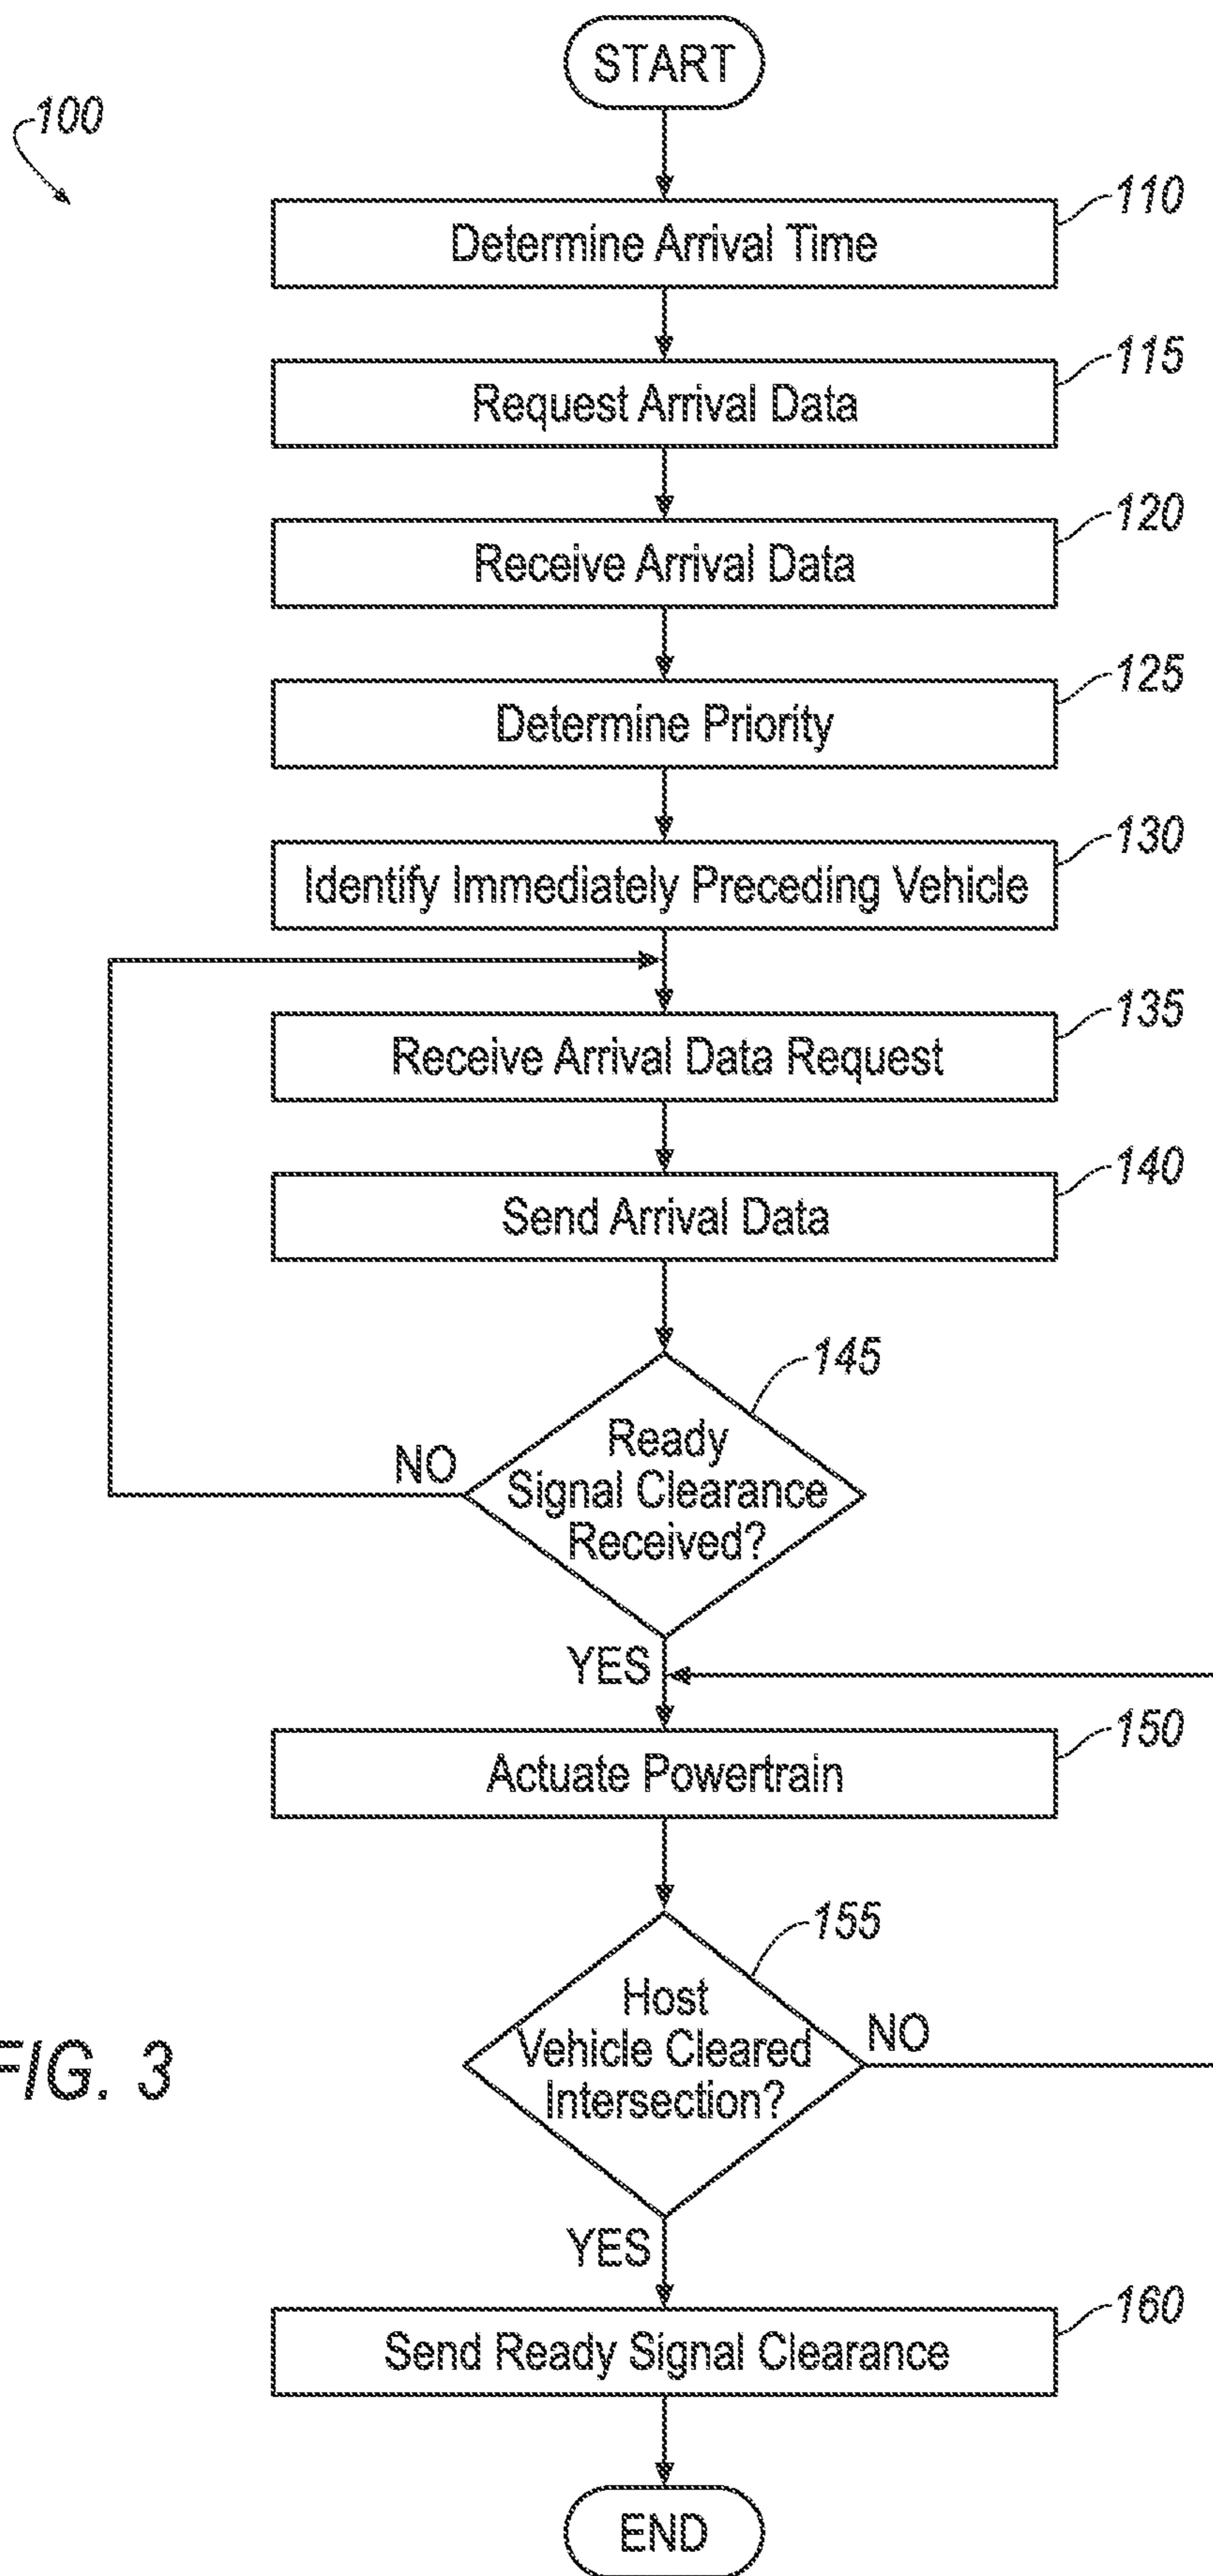 START
100
110
Determine Arrival Time
115
Request Arrival Data
120
Receive Arrival Data
125
Determine Priority
130
Identify Immediately Preceding Vehicle
135
Receive Arrival Data Request
140
Send Arrival Data
145
Ready
Signal Clearance
Received?
NO
YES
150
Actuate Powertrain
155
Host
Vehicle Cleared
Intersection?
NO
FIG. 3
YES
160
Send Ready Signal Clearance
END